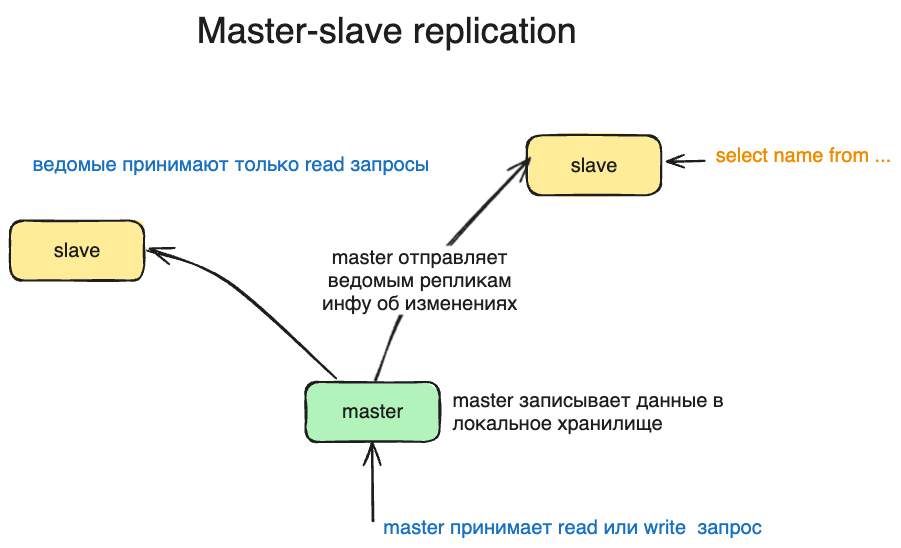 Master-slave replication
ведомые принимают только read запросы
slave
select name from ...
slave
master отправляет
ведомым репликам
инфу об изменениях
master
master записывает данные в
локальное хранилище
master принимает read или write запрос